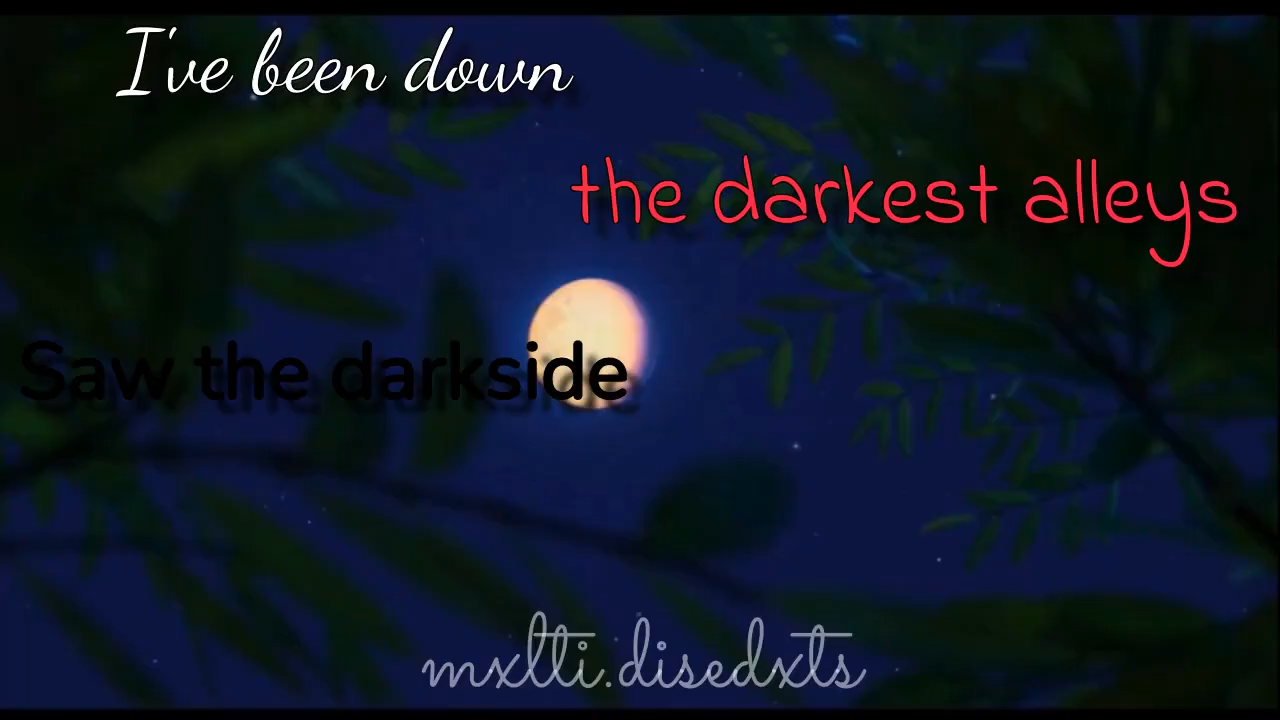 I've been down
the darkest alleys
Saw the darkside
mxlti.disedxts